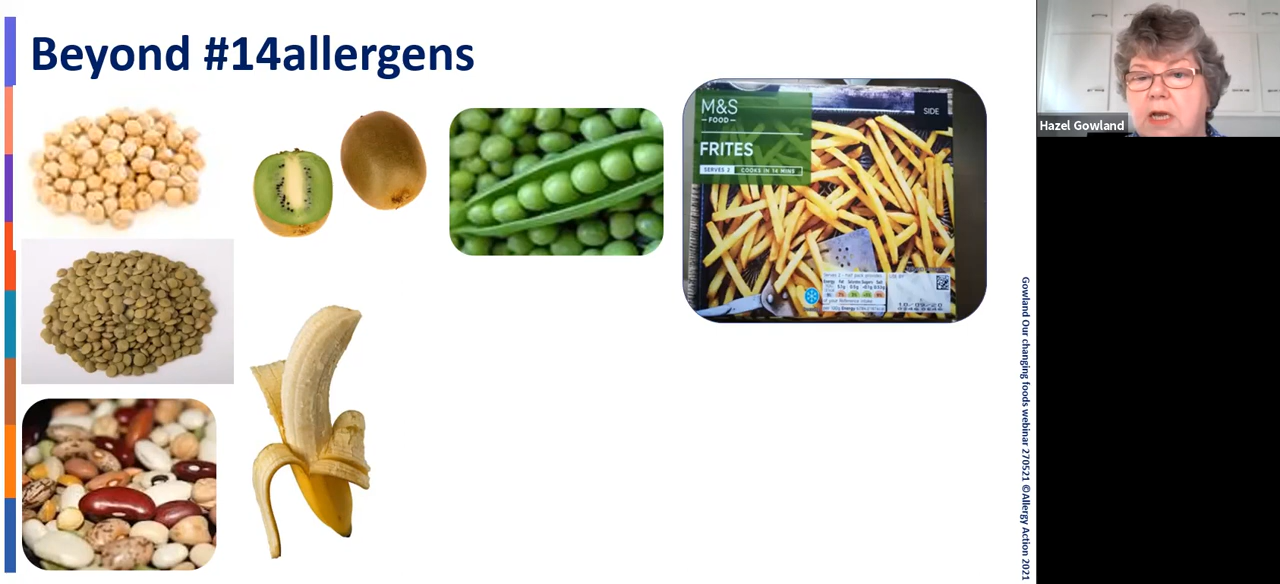 Beyond #14allergens
M&S
— FOOD —
FRITES
SERVES 2 COOKS IN 14 MINS
SIDE
Hazel Gowland
Gowland Our changing foods webinar 270521 ©Allergy Action 2021